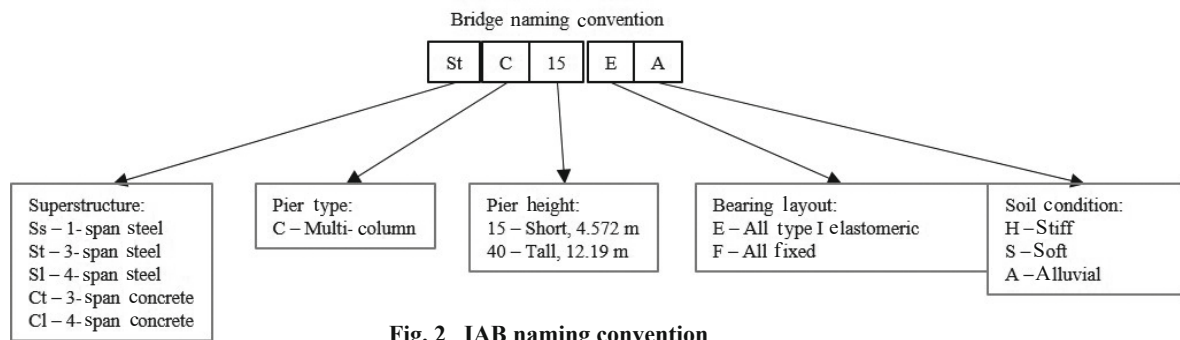 Bridge naming convention
St C 15 E A
Superstructure:
Ss – 1- span steel
St – 3- span steel
Sl – 4- span steel
Ct – 3- span concrete
Cl – 4- span concrete
Pier type:
C – Multi- column
Pier height:
15 – Short, 4.572 m
40 – Tall, 12.19 m
Bearing layout:
E – All type I elastomeric
F – All fixed
Soil condition:
H – Stiff
S – Soft
A – Alluvial
Fig. 2 IAB naming convention